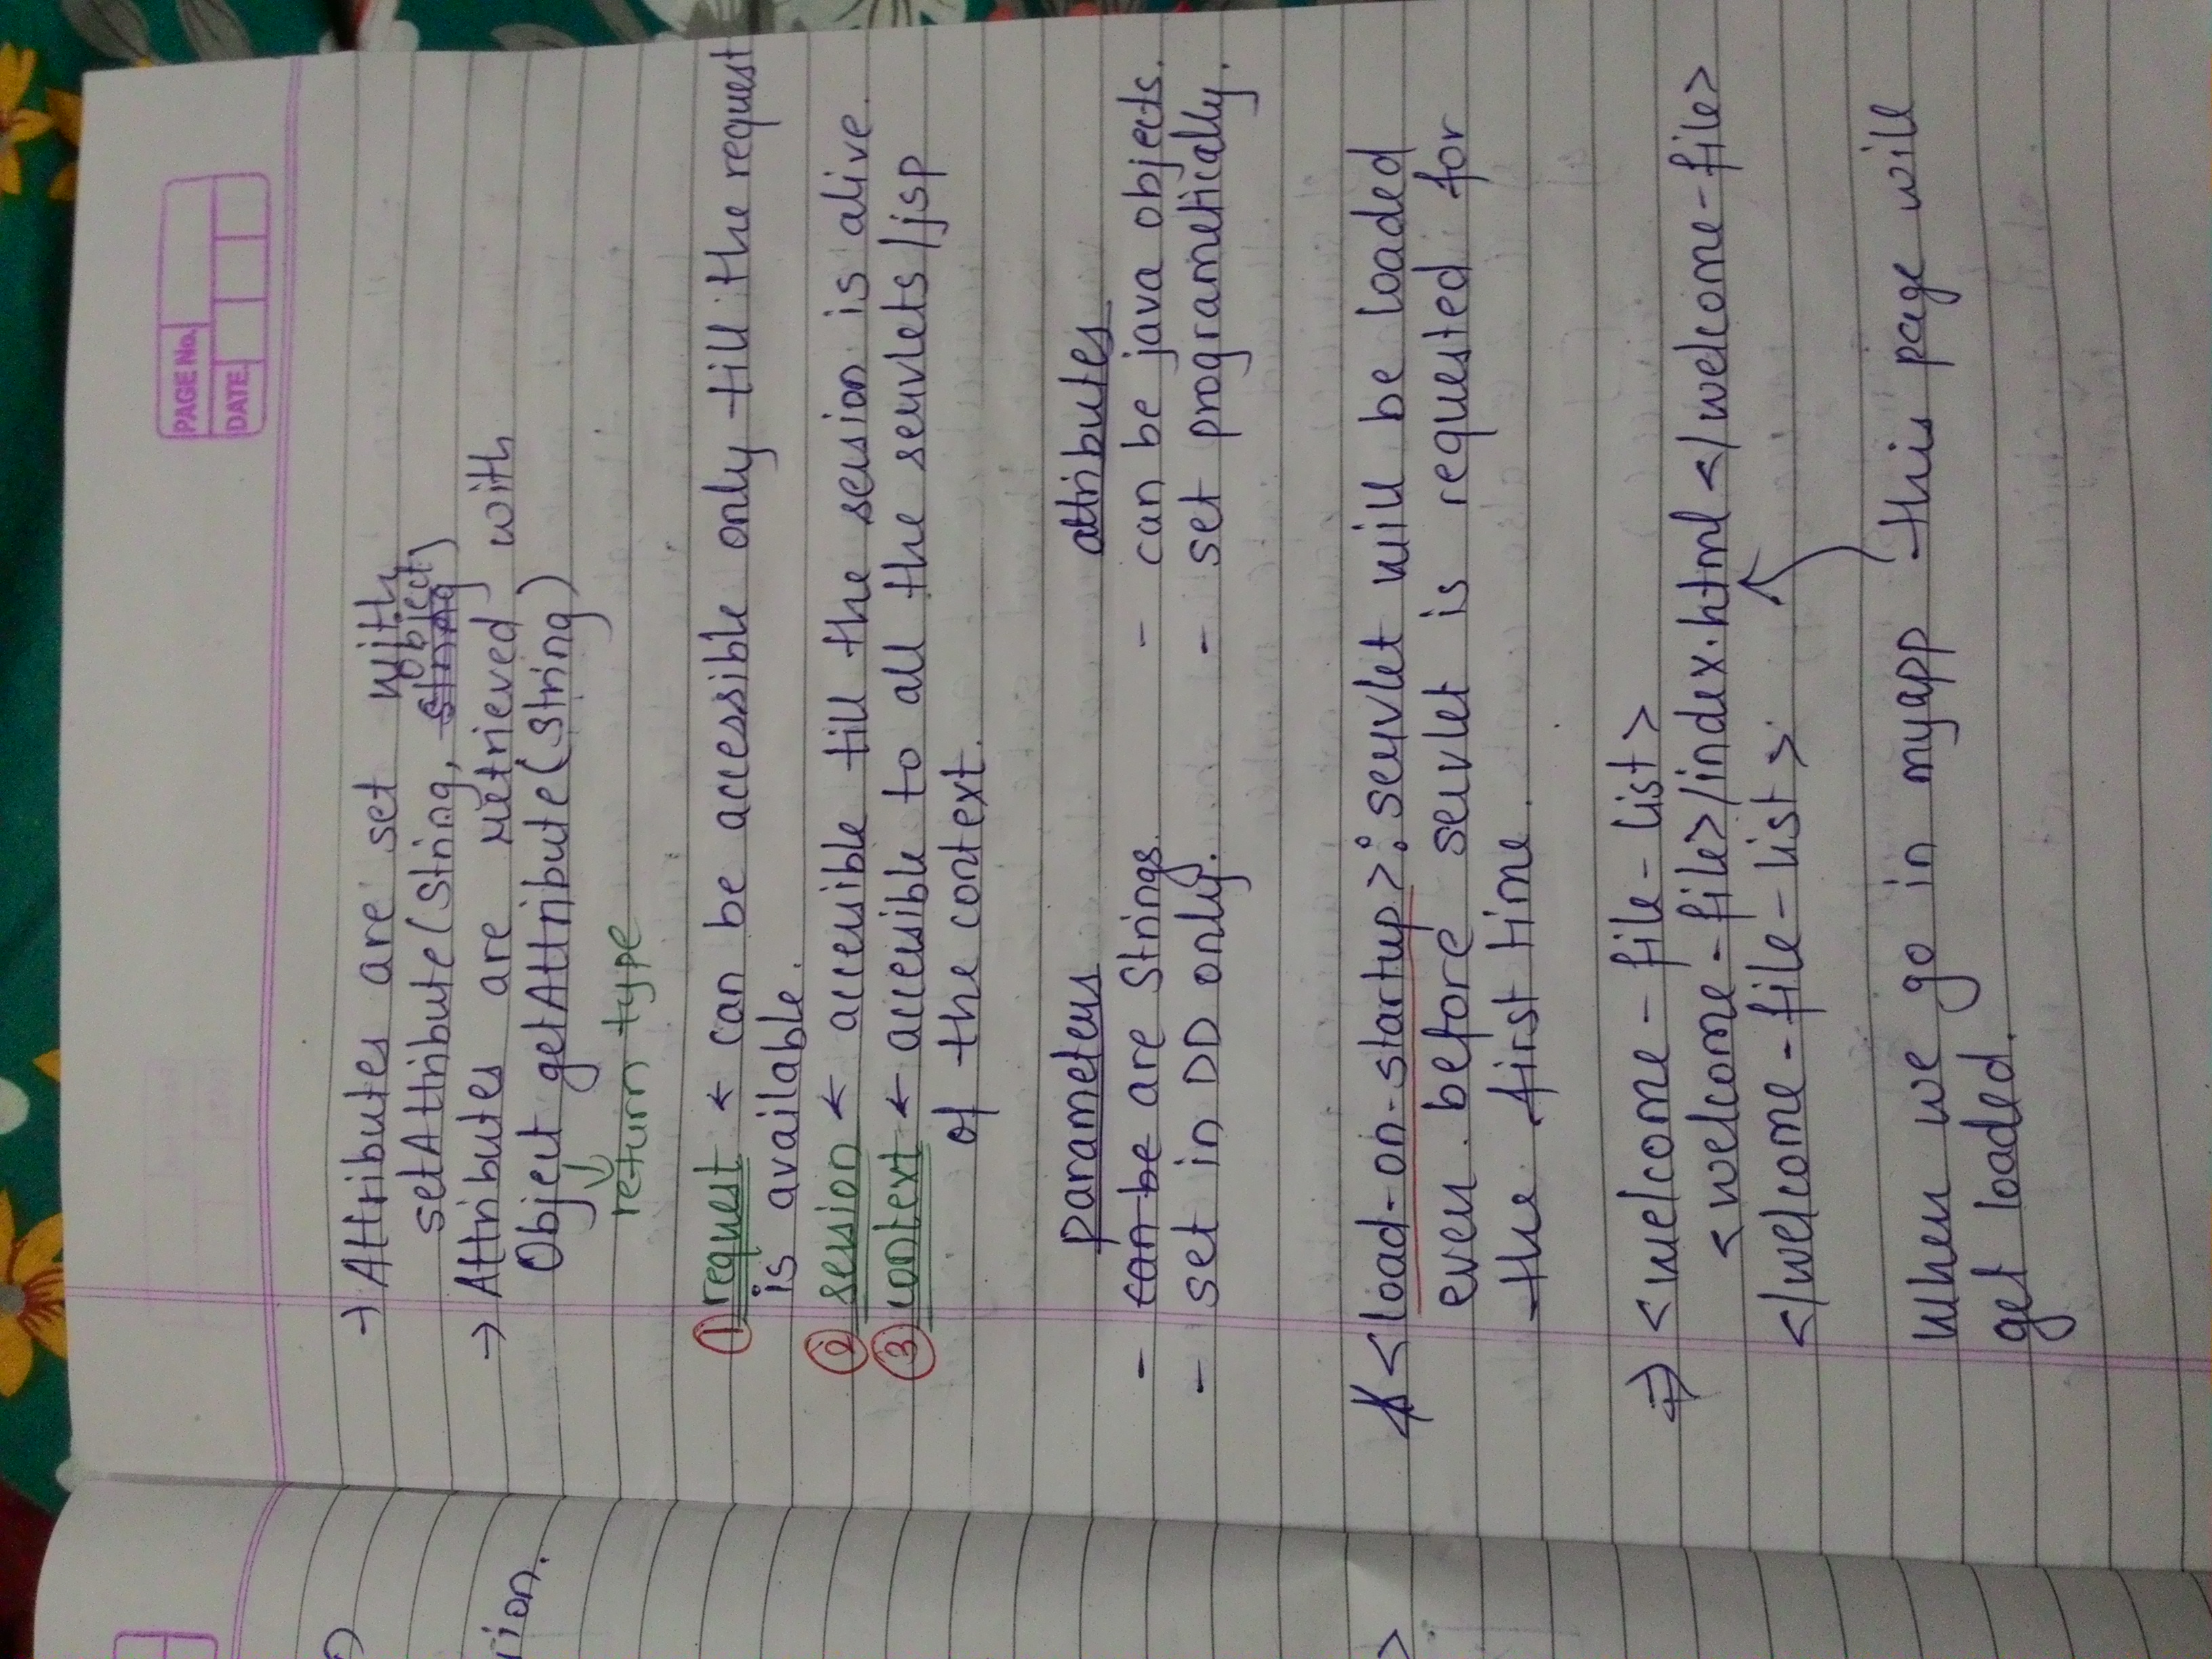 PAGE No.
DATE
→ Attributes are set with
setAttribute(String, String Object)
→ Attributes are retrieved with
Object getAttribute(String)
return type
① request ← can be accessible only till the request
is available.
② session ← accessible till the session is alive.
③ context ← accessible to all the servlets/jsp
of the context.
parameters attributes
- can be are Strings. - can be java objects.
- set in DD only. - set programetically.
* <load-on-startup>: servlet will be loaded
even before servlet is requested for
the first time.
⇒ <welcome-file-list>
<welcome-file>/index.html</welcome-file>
</welcome-file-list>
When we go in myapp this page will
get loaded.
rion.
>